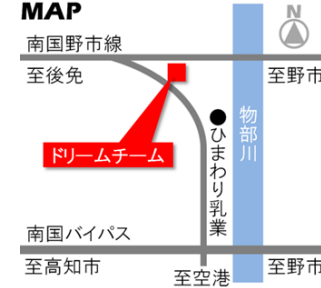 MAP
N
南国野市線
至後免
至野市
ドリームチーム
●ひまわり乳業
物部川
南国バイパス
至高知市
至空港
至野市